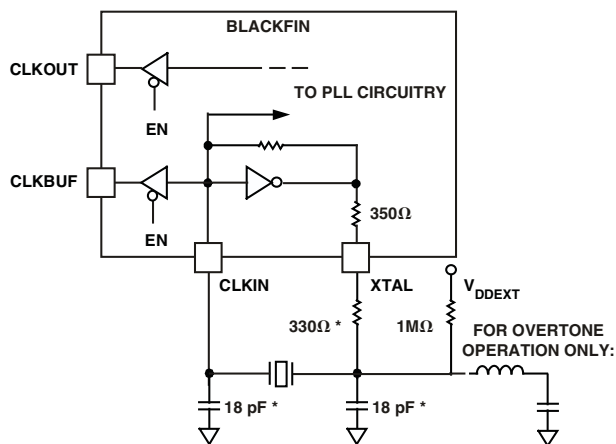 BLACKFIN
CLKOUT
TO PLL CIRCUITRY
EN
CLKBUF
EN
350Ω
CLKIN
XTAL
VDDEXT
330Ω *
1MΩ
FOR OVERTONE
OPERATION ONLY:
18 pF *
18 pF *